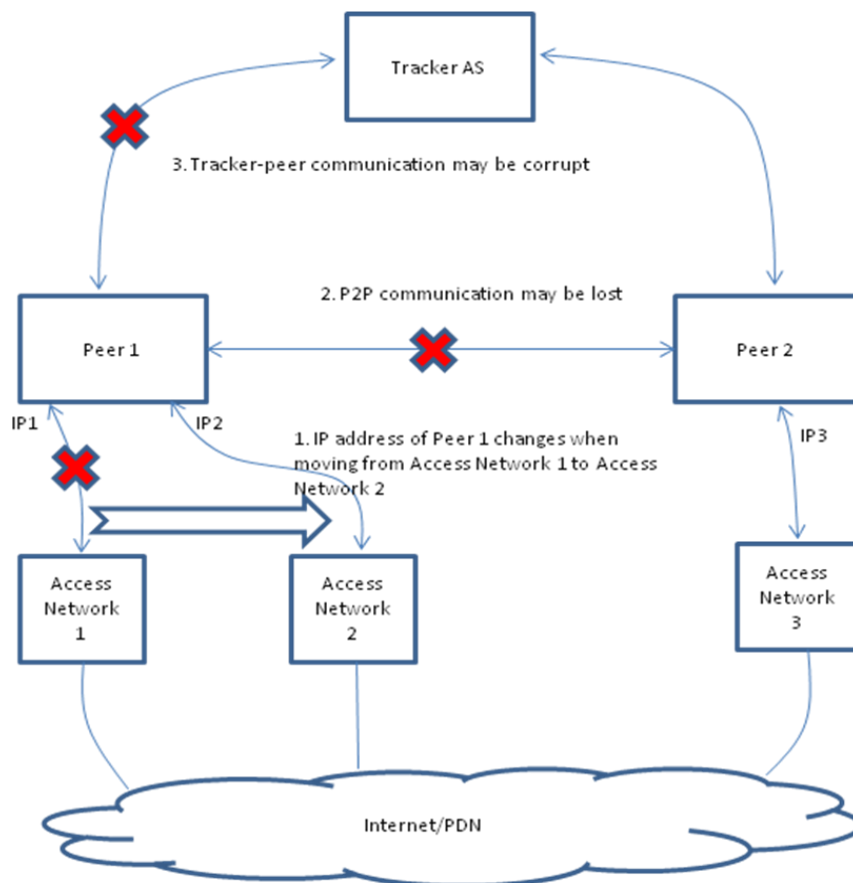 Tracker AS
3. Tracker-peer communication may be corrupt
2. P2P communication may be lost
Peer 1
Peer 2
IP1
IP2
1. IP address of Peer 1 changes when
moving from Access Network 1 to Access
Network 2
IP3
Access
Network
1
Access
Network
2
Access
Network
3
Internet/PDN